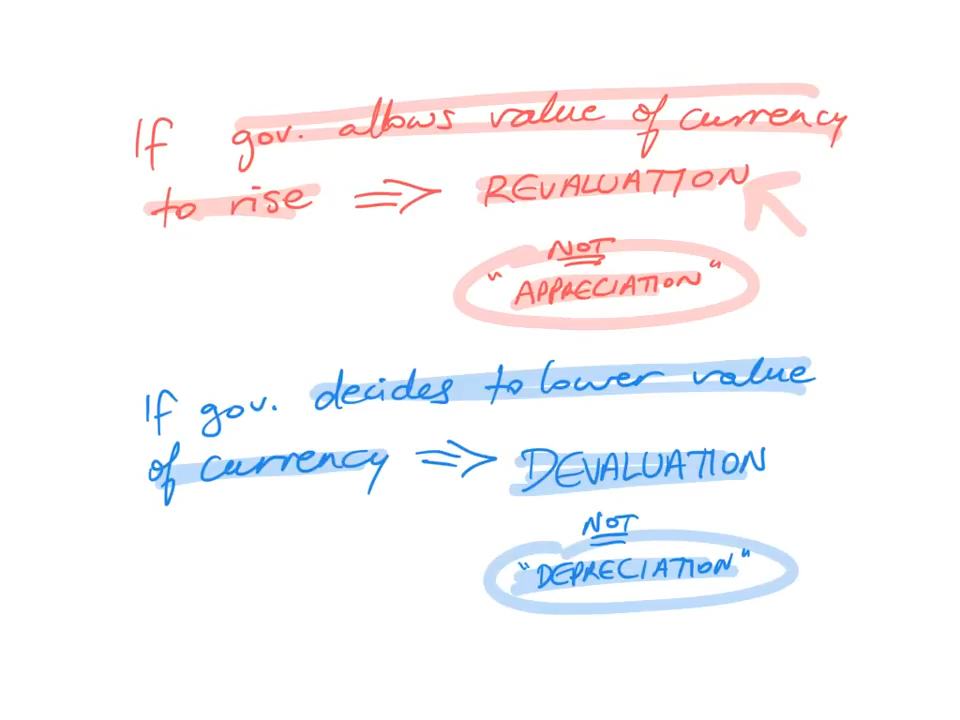 If gov. allows value of currency
to rise ⇒ REVALUATION
NOT
"APPRECIATION"
If gov. decides to lower value
of currency ⇒ DEVALUATION
NOT
"DEPRECIATION"